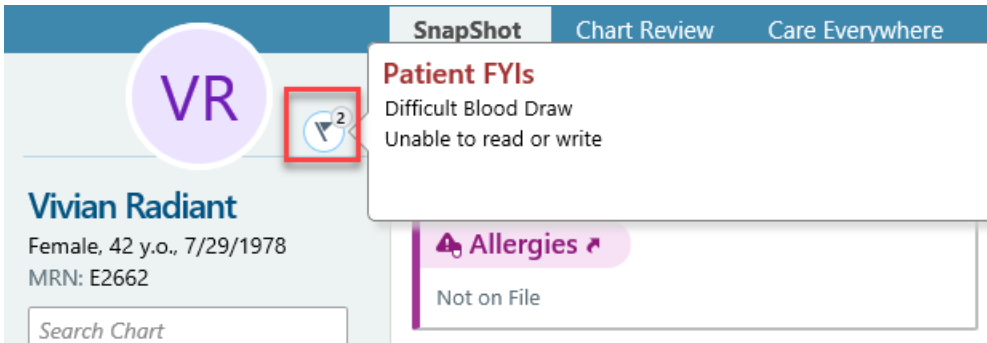 SnapShot Chart Review Care Everywhere
VR
2
Patient FYIs
Difficult Blood Draw
Unable to read or write
Vivian Radiant
Female, 42 y.o., 7/29/1978
MRN: E2662
Search Chart
Allergies
Not on File